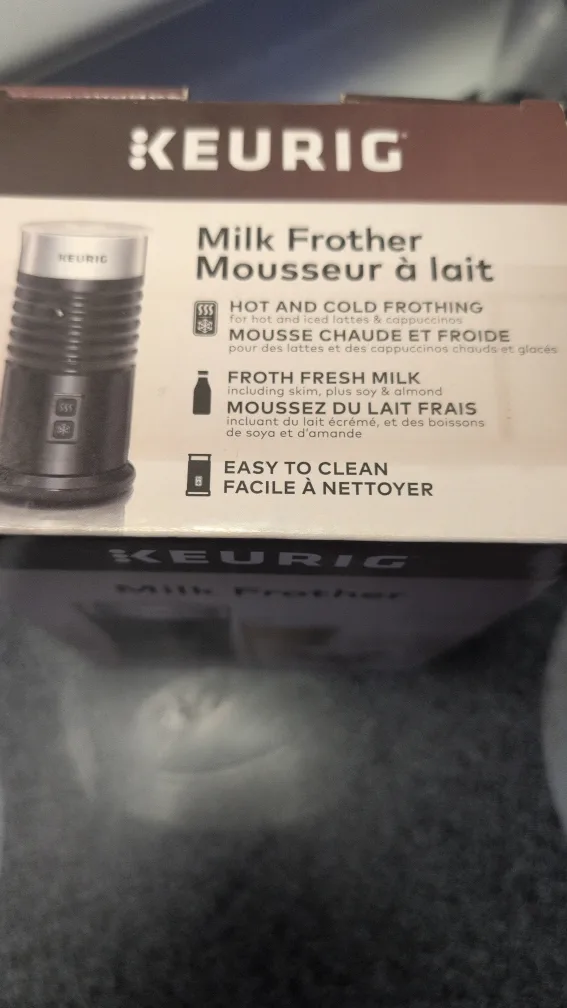 KEURIG
KEURIG
Milk Frother
Mousseur à lait
HOT AND COLD FROTHING
for hot and iced lattes & cappuccinos
MOUSSE CHAUDE ET FROIDE
pour des lattes et des cappuccinos chauds et glacés
FROTH FRESH MILK
including skim, plus soy & almond
MOUSSEZ DU LAIT FRAIS
incluant du lait écrémé, et des boissons
de soya et d'amande
EASY TO CLEAN
FACILE À NETTOYER
KEURIG
Milk Frother